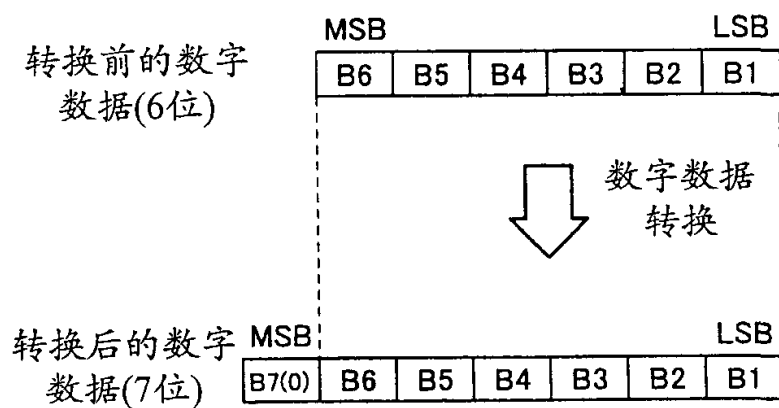 MSB LSB
转换前的数字
数据(6位)
B6 B5 B4 B3 B2 B1
数字数据
转换
转换后的数字
数据(7位)
MSB LSB
B7(0) B6 B5 B4 B3 B2 B1